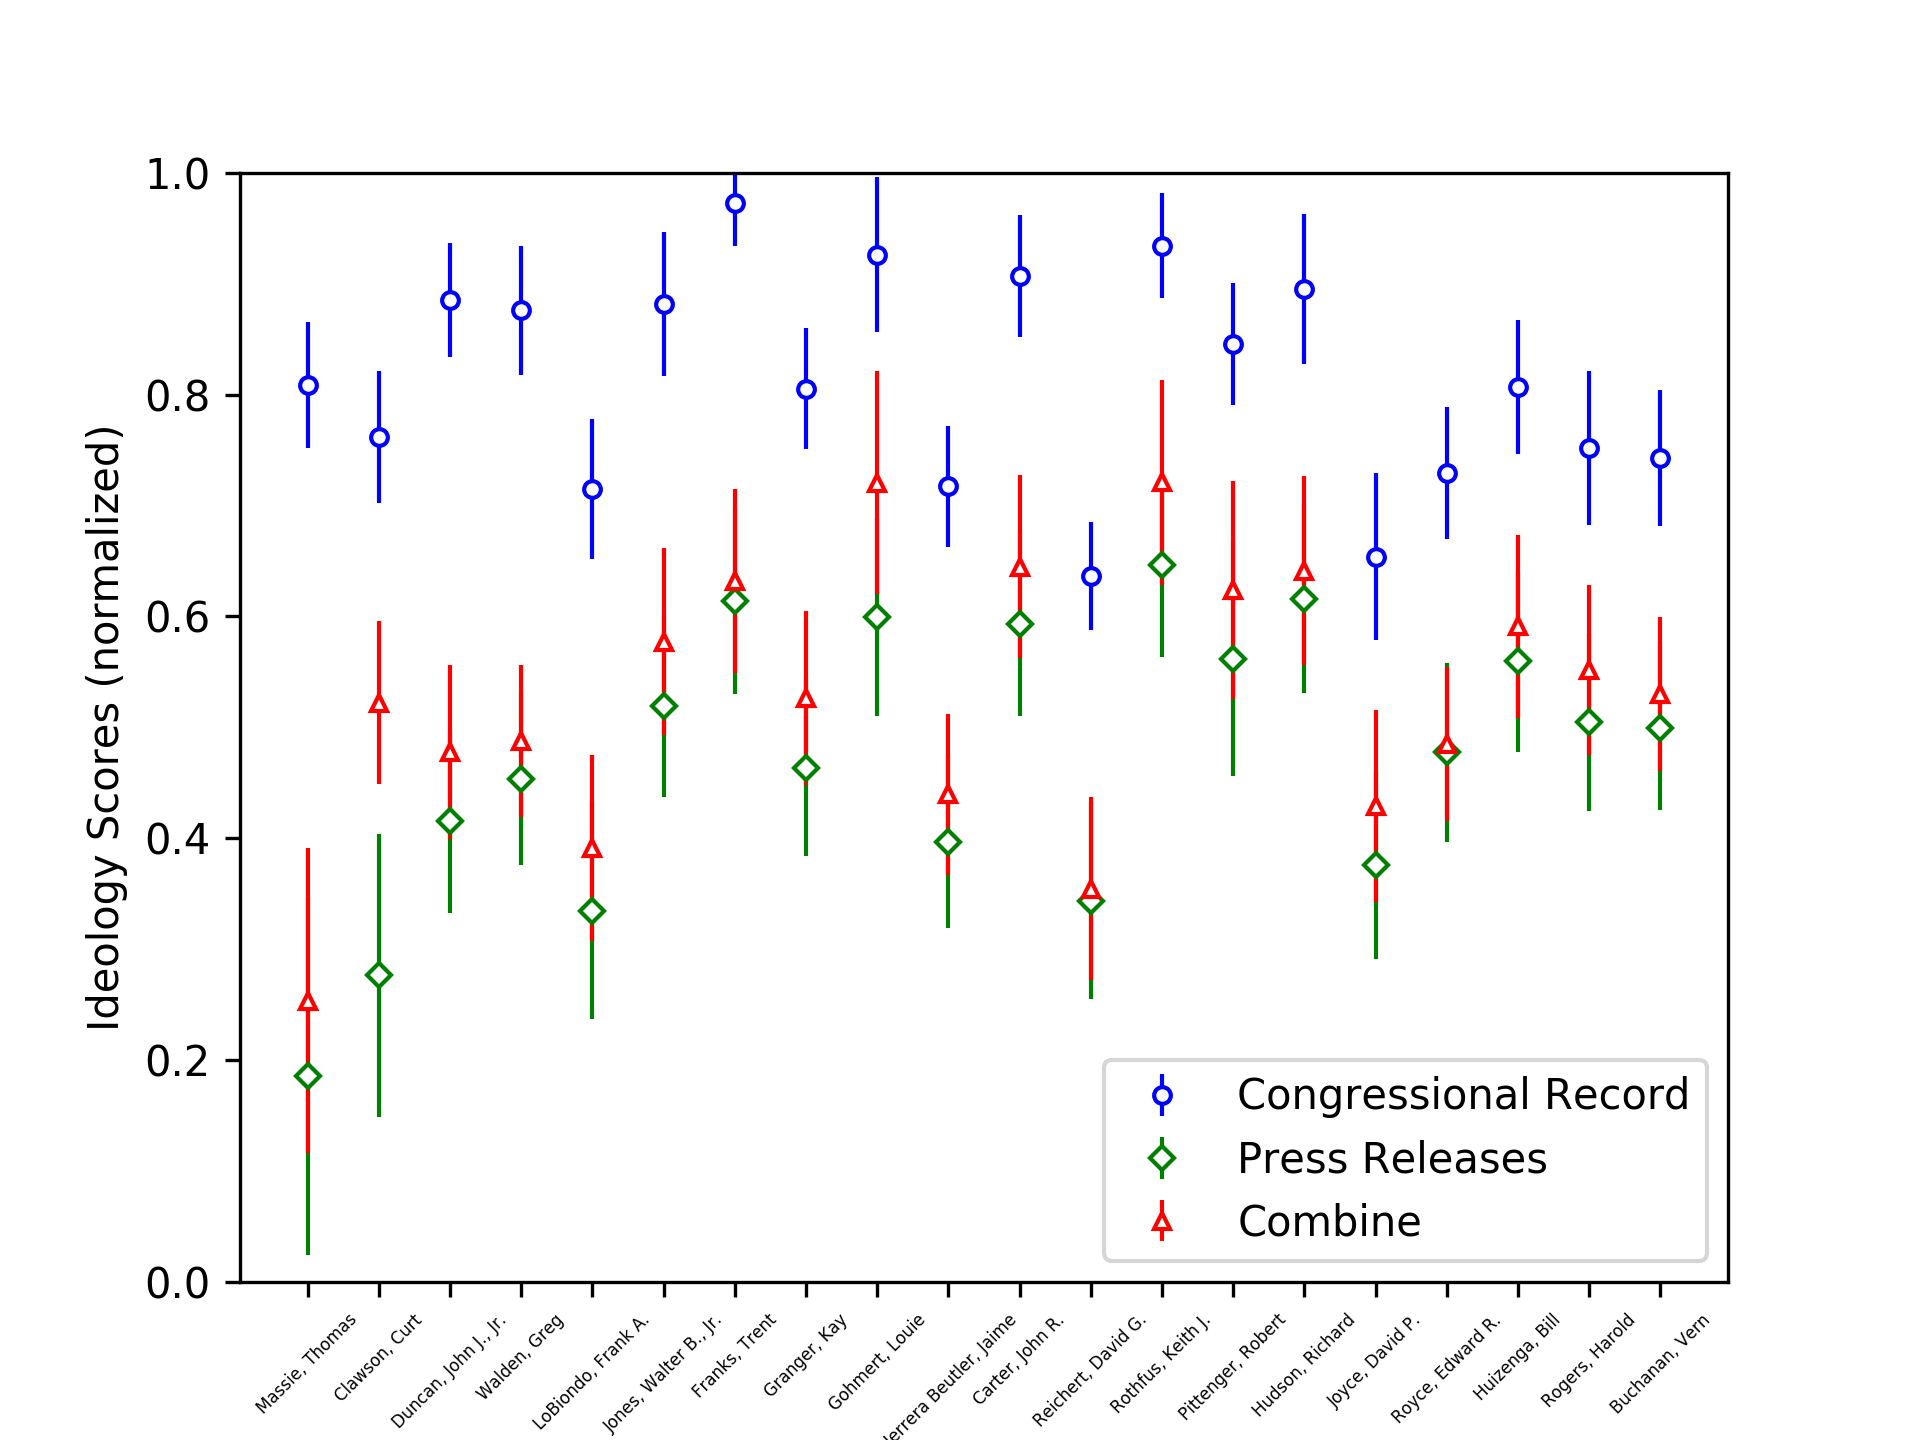 Ideology Scores (normalized)
1.0
0.8
0.6
0.4
0.2
0.0
Congressional Record
Press Releases
Combine
Massie, Thomas
Clawson, Curt
Duncan, John J., Jr.
Walden, Greg
LoBiondo, Frank A.
Jones, Walter B., Jr.
Franks, Trent
Granger, Kay
Gohmert, Louie
Beutler, Jaime
Carter, John R.
Reichert, David G.
Rothfus, Keith J.
Pittenger, Robert
Hudson, Richard
Joyce, David P.
Royce, Edward R.
Huizenga, Bill
Rogers, Harold
Buchanan, Vern